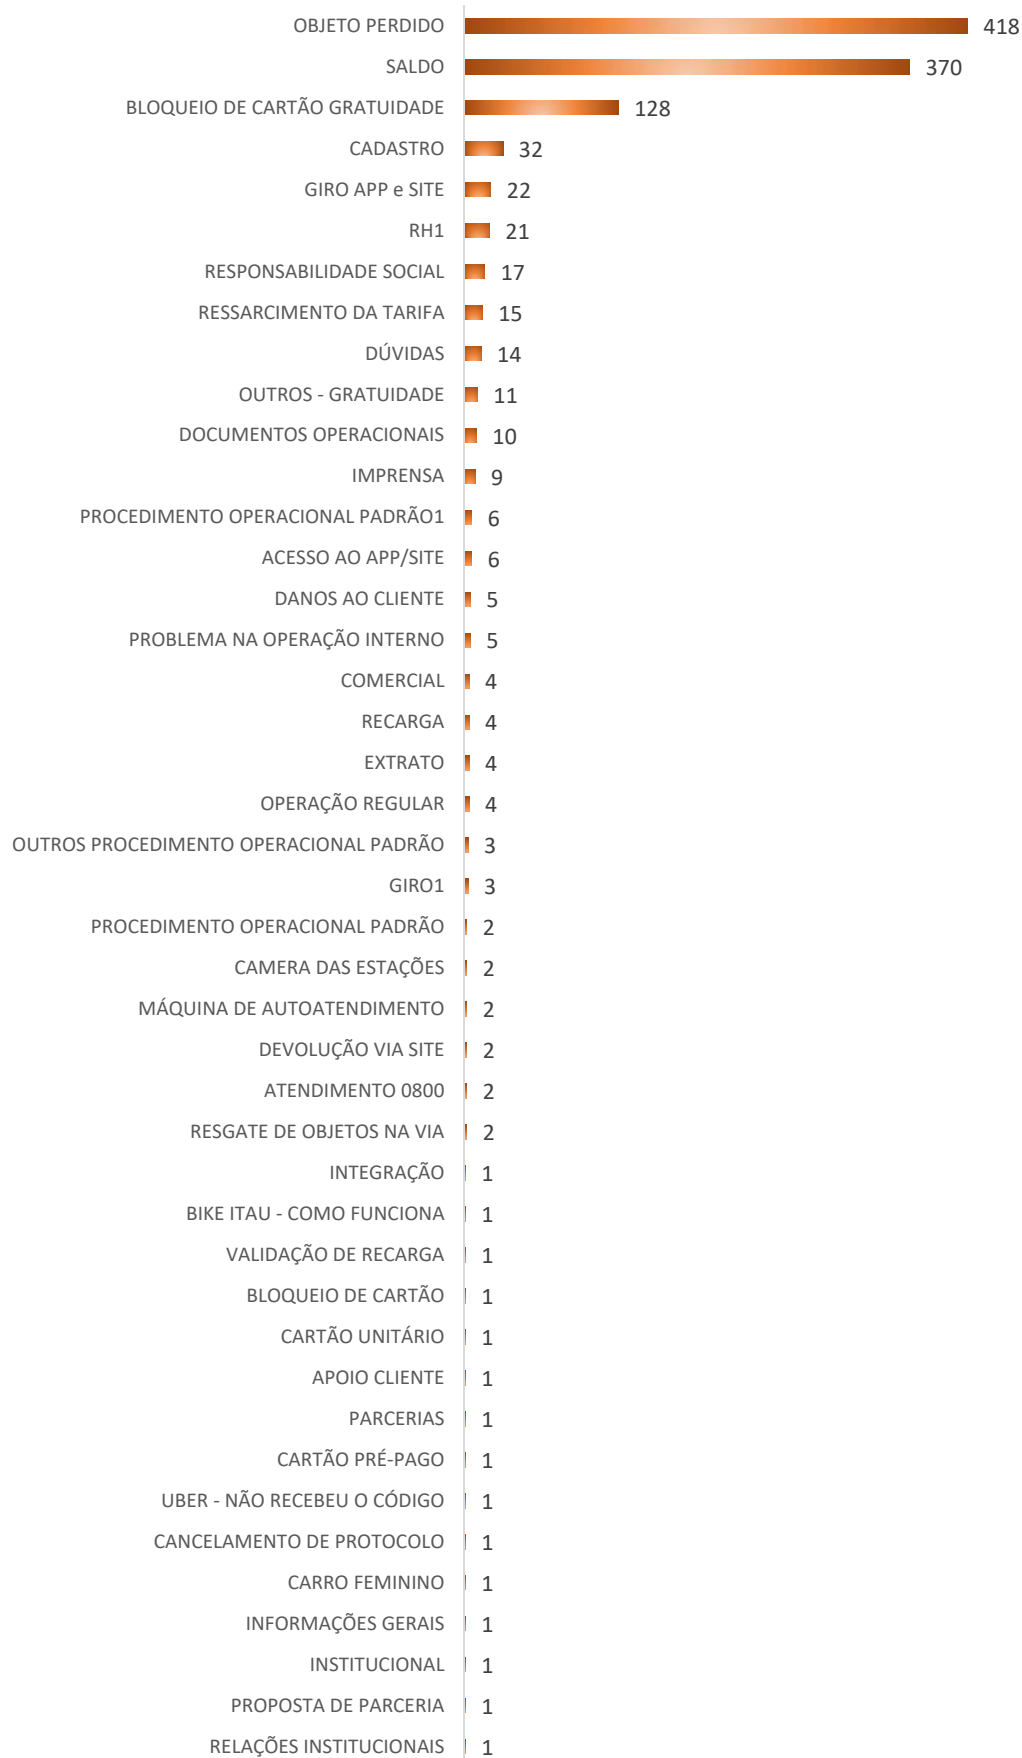 OBJETO PERDIDO 418
SALDO 370
BLOQUEIO DE CARTÃO GRATUIDADE 128
CADASTRO 32
GIRO APP e SITE 22
RH1 21
RESPONSABILIDADE SOCIAL 17
RESSARCIMENTO DA TARIFA 15
DÚVIDAS 14
OUTROS - GRATUIDADE 11
DOCUMENTOS OPERACIONAIS 10
IMPRENSA 9
PROCEDIMENTO OPERACIONAL PADRÃO1 6
ACESSO AO APP/SITE 6
DANOS AO CLIENTE 5
PROBLEMA NA OPERAÇÃO INTERNO 5
COMERCIAL 4
RECARGA 4
EXTRATO 4
OPERAÇÃO REGULAR 4
OUTROS PROCEDIMENTO OPERACIONAL PADRÃO 3
GIRO1 3
PROCEDIMENTO OPERACIONAL PADRÃO 2
CAMERA DAS ESTAÇÕES 2
MÁQUINA DE AUTOATENDIMENTO 2
DEVOLUÇÃO VIA SITE 2
ATENDIMENTO 0800 2
RESGATE DE OBJETOS NA VIA 2
INTEGRAÇÃO 1
BIKE ITAU - COMO FUNCIONA 1
VALIDAÇÃO DE RECARGA 1
BLOQUEIO DE CARTÃO 1
CARTÃO UNITÁRIO 1
APOIO CLIENTE 1
PARCERIAS 1
CARTÃO PRÉ-PAGO 1
UBER - NÃO RECEBEU O CÓDIGO 1
CANCELAMENTO DE PROTOCOLO 1
CARRO FEMININO 1
INFORMAÇÕES GERAIS 1
INSTITUCIONAL 1
PROPOSTA DE PARCERIA 1
RELAÇÕES INSTITUCIONAIS 1